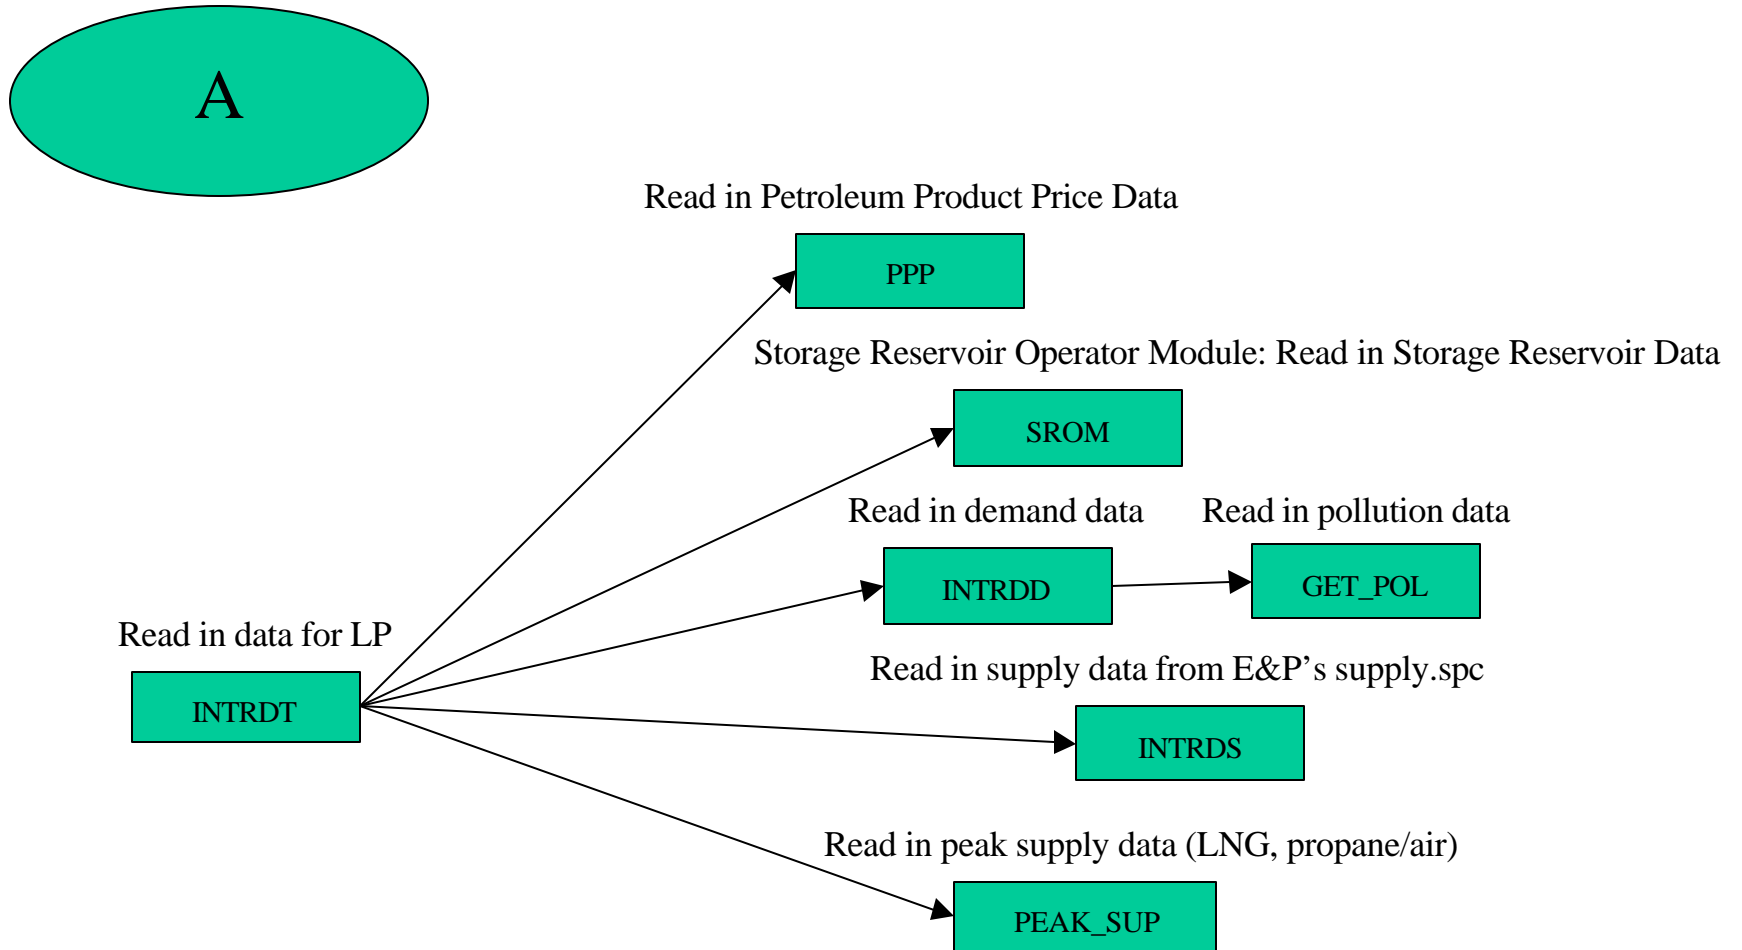 A
Read in Petroleum Product Price Data
PPP
Storage Reservoir Operator Module: Read in Storage Reservoir Data
SROM
Read in demand data
Read in pollution data
INTRDD
GET_POL
Read in data for LP
INTRDT
Read in supply data from E&P’s supply.spc
INTRDS
Read in peak supply data (LNG, propane/air)
PEAK_SUP